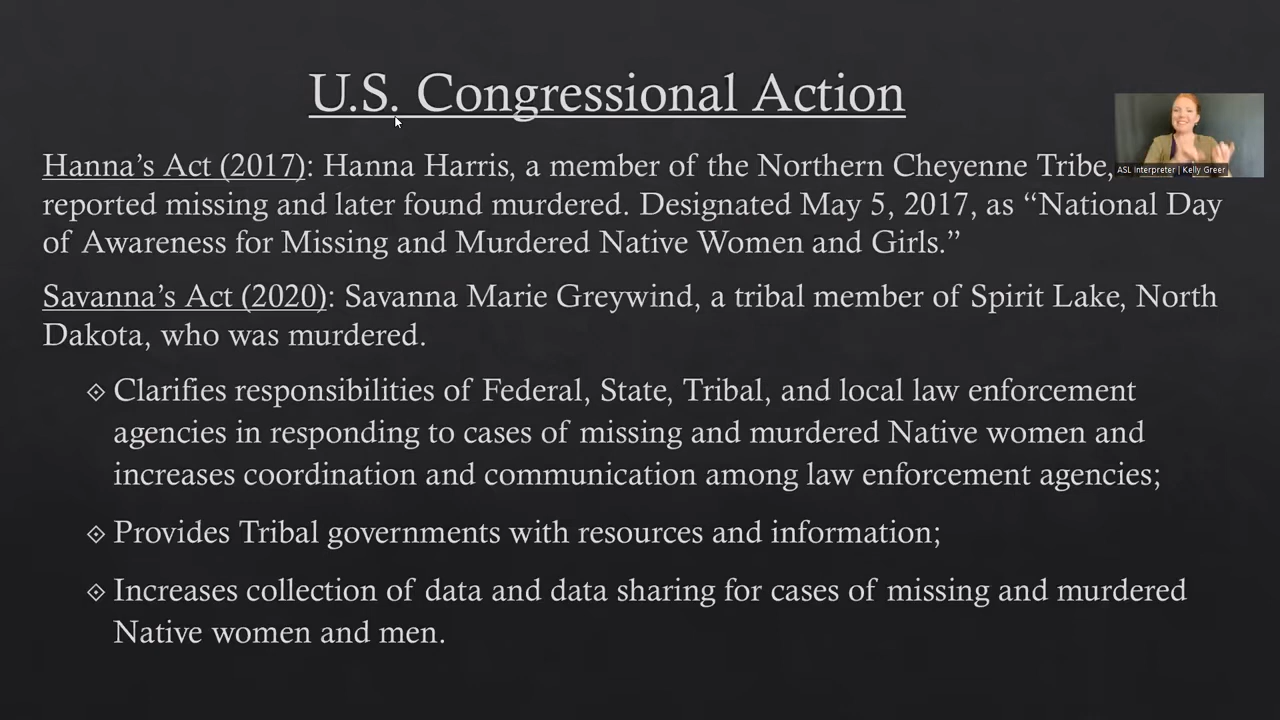 U.S. Congressional Action
Hanna’s Act (2017): Hanna Harris, a member of the Northern Cheyenne Tribe,
ASL Interpreter | Kelly Greer
reported missing and later found murdered. Designated May 5, 2017, as “National Day
of Awareness for Missing and Murdered Native Women and Girls.”
Savanna’s Act (2020): Savanna Marie Greywind, a tribal member of Spirit Lake, North
Dakota, who was murdered.
Clarifies responsibilities of Federal, State, Tribal, and local law enforcement
agencies in responding to cases of missing and murdered Native women and
increases coordination and communication among law enforcement agencies;
Provides Tribal governments with resources and information;
Increases collection of data and data sharing for cases of missing and murdered
Native women and men.